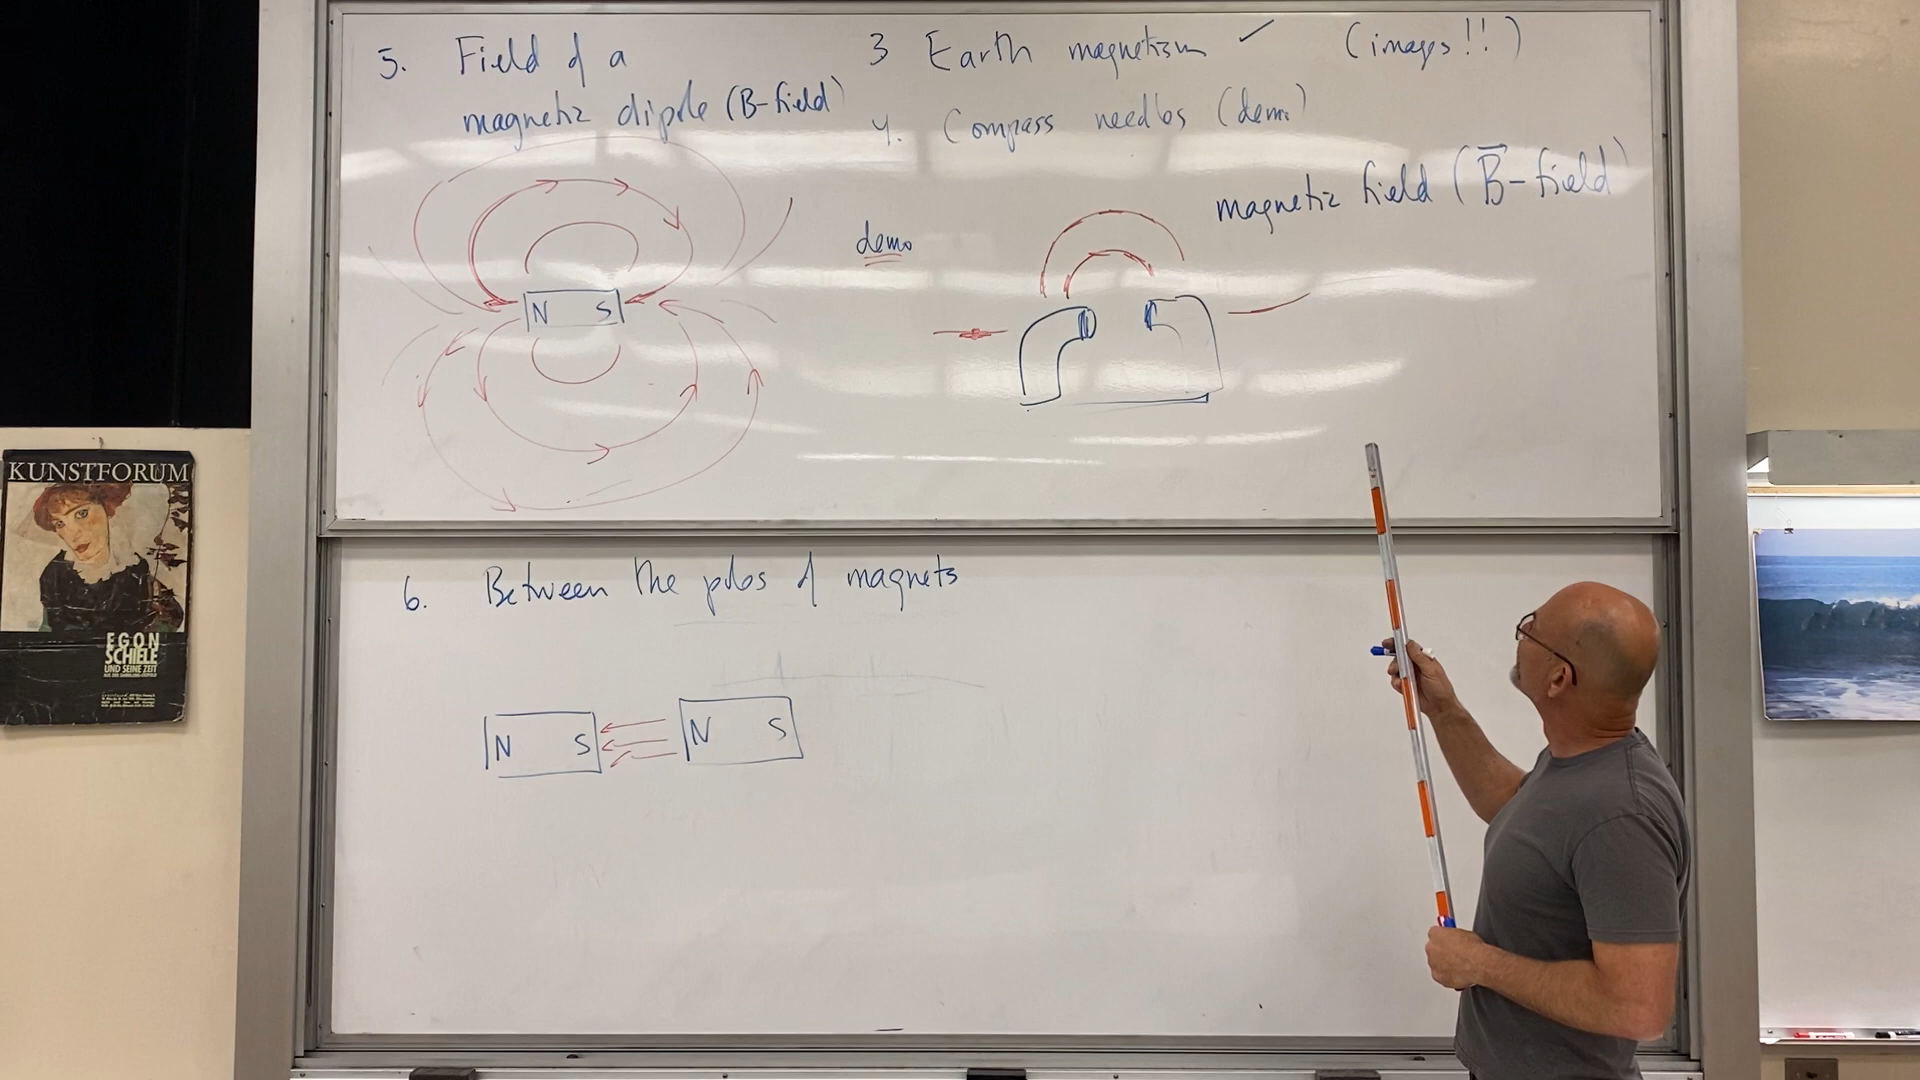 5. Field of a
magnetic dipole (B-field)
N S
3 Earth magnetism ✓ (images!!)
4. Compass needles (demo)
magnetic field (B⃗-field)
demo
6. Between the poles of magnets
N S
N S
KUNSTFORUM
EGON
SCHIELE
UND SEINE ZEIT